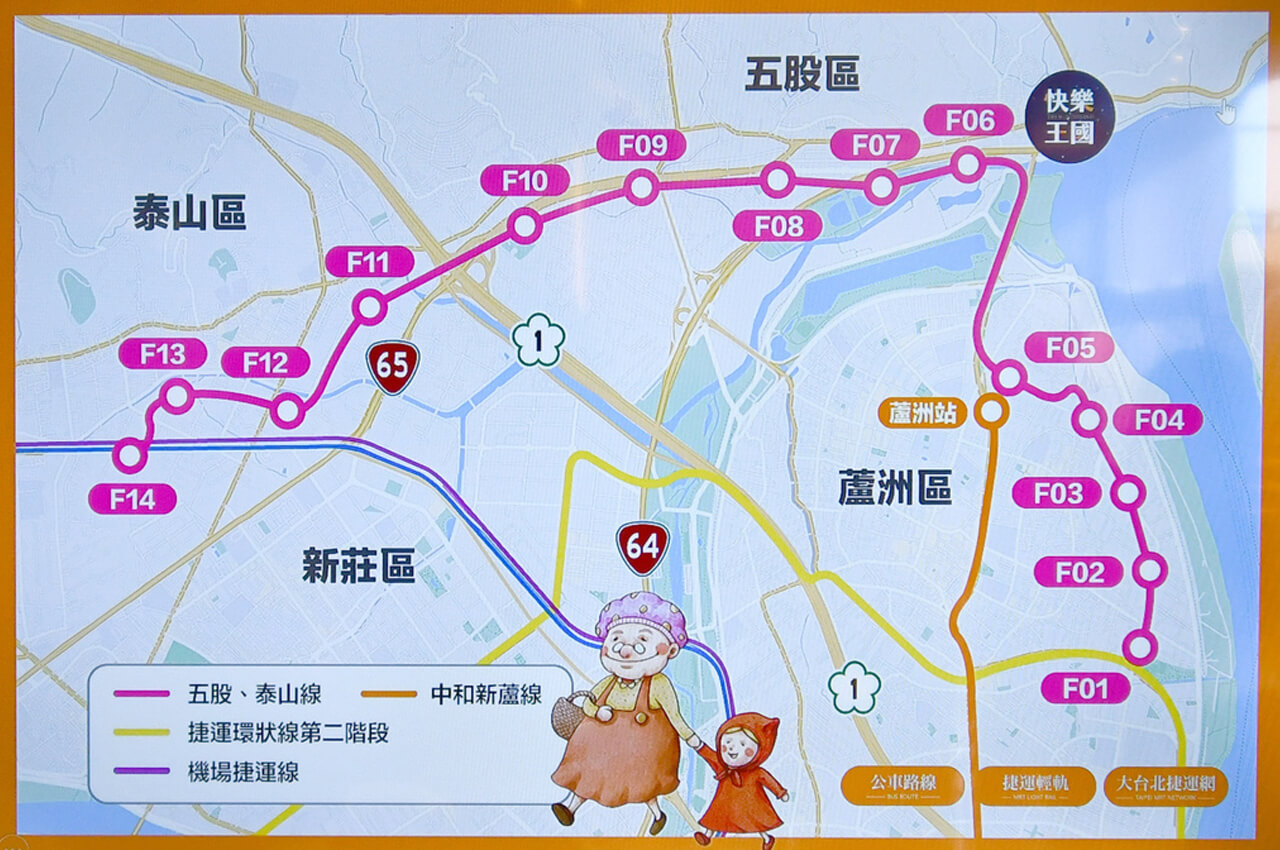 五股區
快樂
王國
F06
F07
F09
F08
F10
泰山區
F11
1
F13
F12
65
F05
蘆洲站
F04
F14
蘆洲區
F03
64
新莊區
F02
F01
1
五股、泰山線
中和新蘆線
捷運環狀線第二階段
機場捷運線
公車路線
BUS ROUTE
捷運輕軌
MRT LIGHT RAIL
大台北捷運網
TAIPEI MRT NETWORK